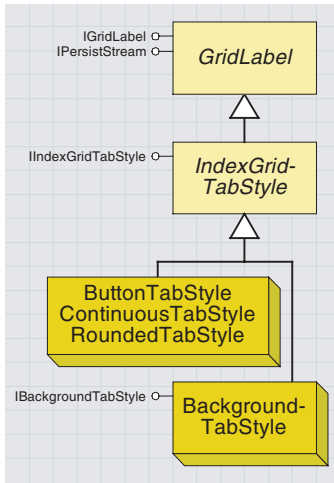 IGridLabel
IPersistStream
GridLabel
IIndexGridTabStyle
IndexGrid-
TabStyle
ButtonTabStyle
ContinuousTabStyle
RoundedTabStyle
IBackgroundTabStyle
Background-
TabStyle